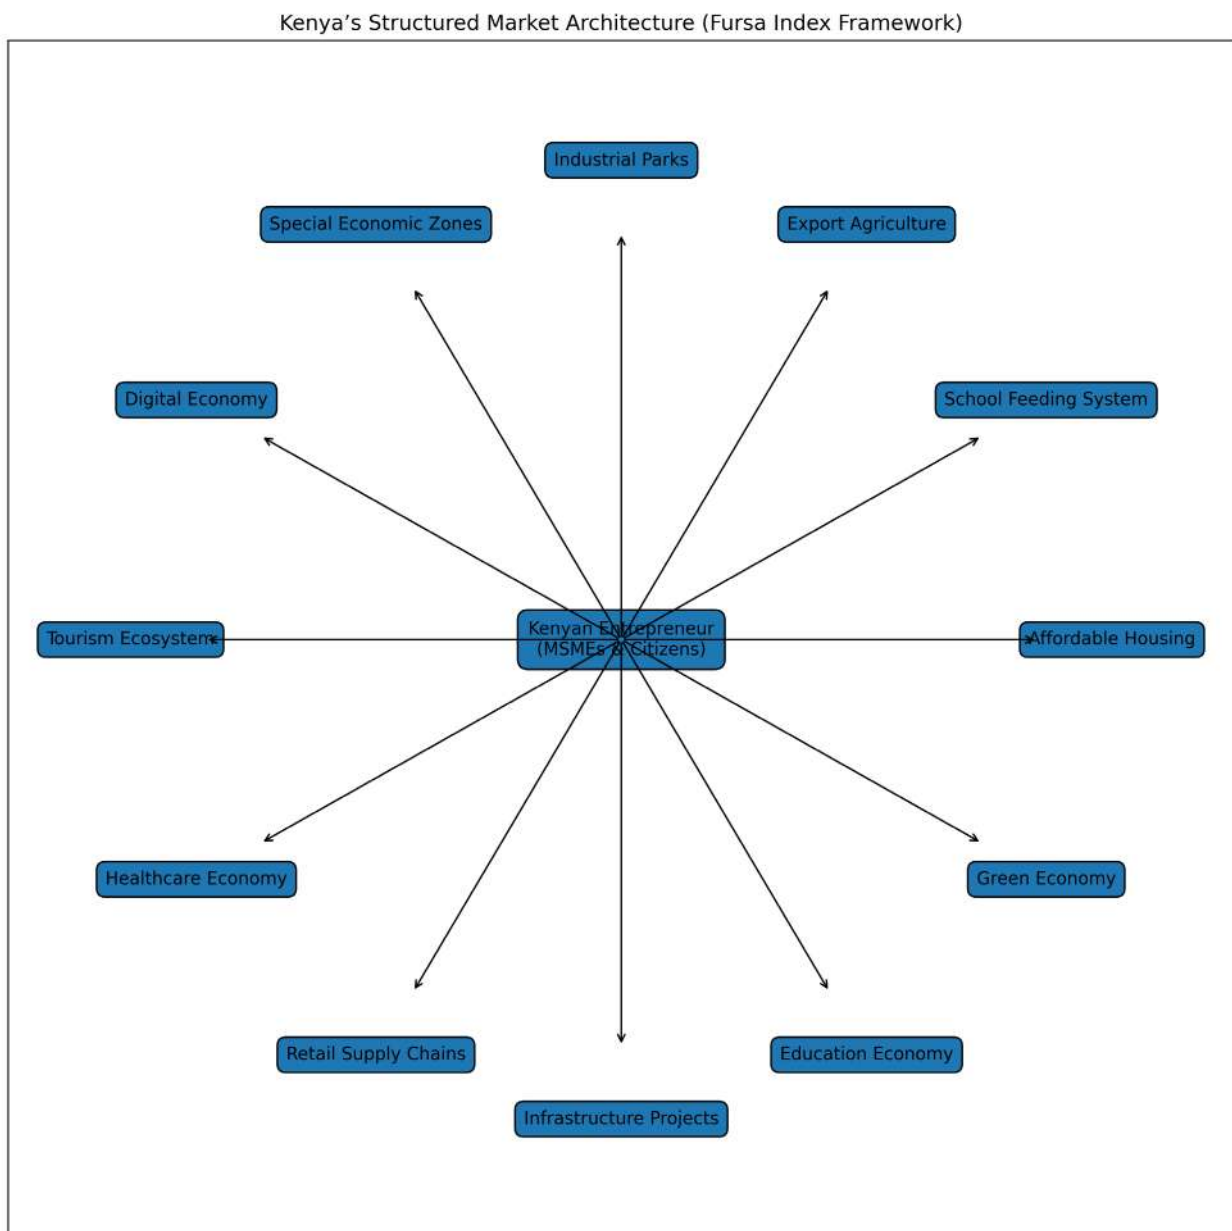 Kenya’s Structured Market Architecture (Fursa Index Framework)
Industrial Parks
Special Economic Zones
Export Agriculture
Digital Economy
School Feeding System
Tourism Ecosystem
Kenyan Entrepreneur
(MSMEs & Citizens)
Affordable Housing
Healthcare Economy
Green Economy
Retail Supply Chains
Education Economy
Infrastructure Projects